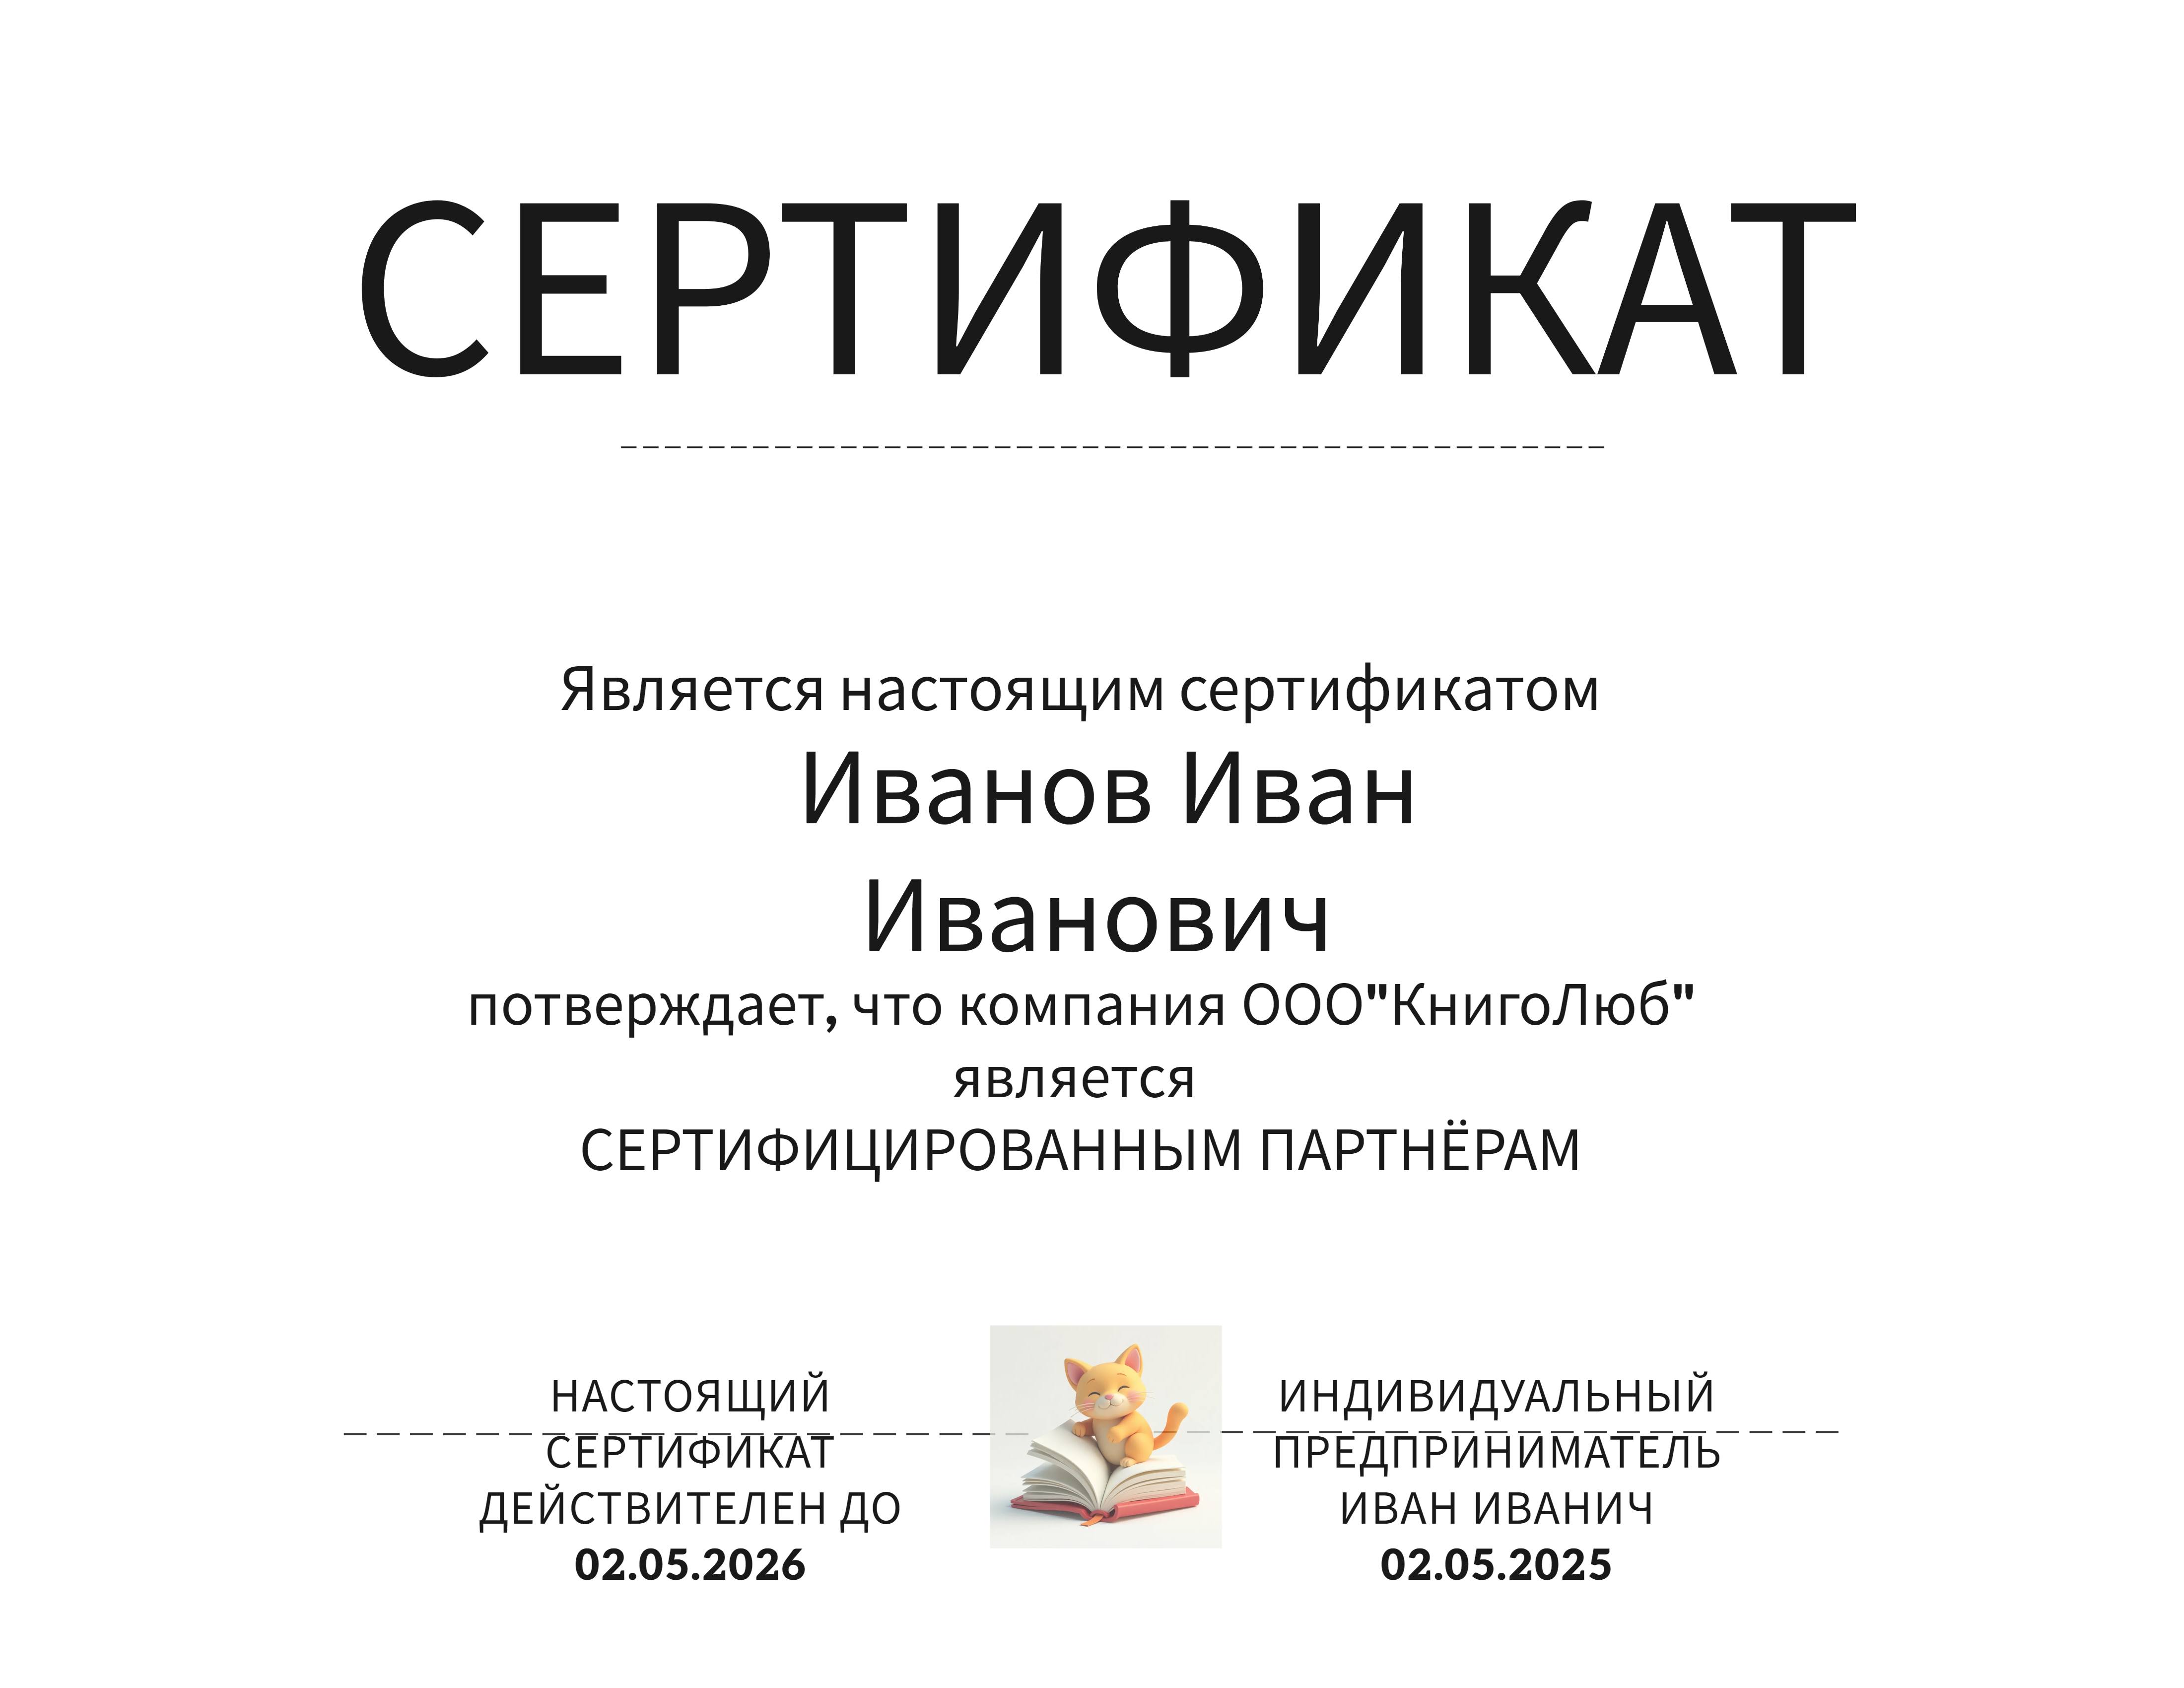 СЕРТИФИКАТ
Является настоящим сертификатом
Иванов Иван
Иванович
потверждает, что компания ООО"КнигоЛюб"
является
СЕРТИФИЦИРОВАННЫМ ПАРТНЁРАМ
НАСТОЯЩИЙ
СЕРТИФИКАТ
ДЕЙСТВИТЕЛЕН ДО
02.05.2026
ИНДИВИДУАЛЬНЫЙ
ПРЕДПРИНИМАТЕЛЬ
ИВАН ИВАНИЧ
02.05.2025